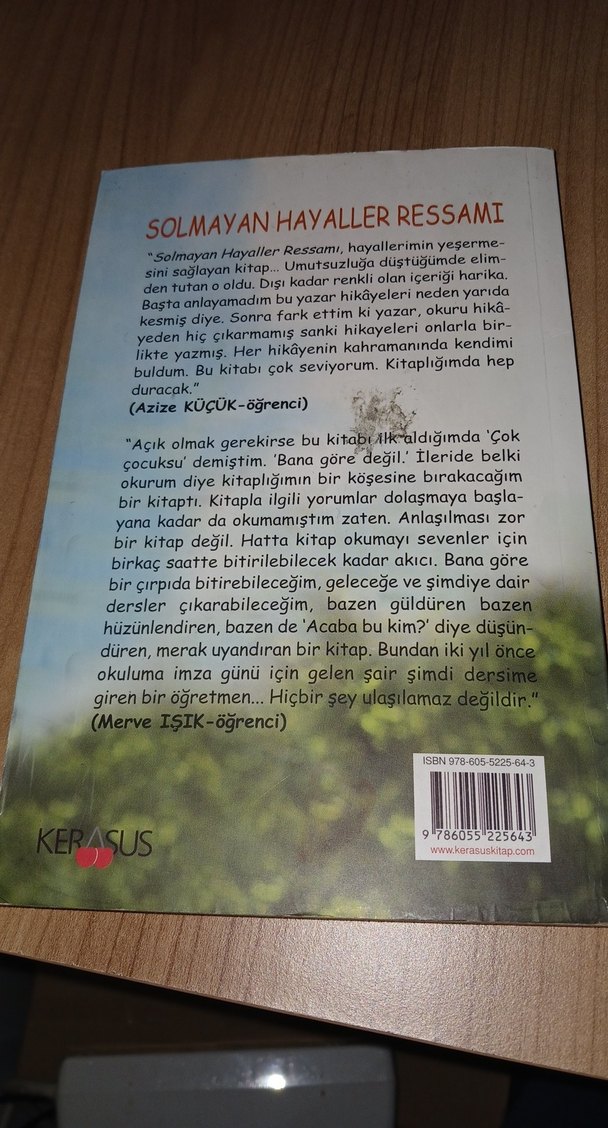 SOLMAYAN HAYALLER RESSAMI
"Solmayan Hayaller Ressamı, hayallerimin yeşerme-
sini sağlayan kitap... Umutsuzluğa düştüğümde elim-
den tutan o oldu. Dışı kadar renkli olan içeriği harika.
Başta anlayamadım bu yazar hikâyeleri neden yarıda
kesmiş diye. Sonra fark ettim ki yazar, okuru hikâ-
yeden hiç çıkarmamış sanki hikayeleri onlarla bir-
likte yazmış. Her hikâyenin kahramanında kendimi
buldum. Bu kitabı çok seviyorum. Kitaplığımda hep
duracak."
(Azize KÜÇÜK-öğrenci)
"Açık olmak gerekirse bu kitabı ilk aldığımda 'Çok
çocuksu' demiştim. 'Bana göre değil.' İleride belki
okurum diye kitaplığımın bir köşesine bırakacağım
bir kitaptı. Kitapla ilgili yorumlar dolaşmaya başla-
yana kadar da okumamıştım zaten. Anlaşılması zor
bir kitap değil. Hatta kitap okumayı sevenler için
birkaç saatte bitirilebilecek kadar akıcı. Bana göre
bir çırpıda bitirebileceğim, geleceğe ve şimdiye dair
dersler çıkarabileceğim, bazen güldüren bazen
hüzünlendiren, bazen de 'Acaba bu kim?' diye düşün-
düren, merak uyandıran bir kitap. Bundan iki yıl önce
okuluma imza günü için gelen şair şimdi dersime
giren bir öğretmen... Hiçbir şey ulaşılamaz değildir."
(Merve IŞIK-öğrenci)
ISBN 978-605-5225-64-3
9 786055 225643
www.kerasuskitap.com
KERASUS